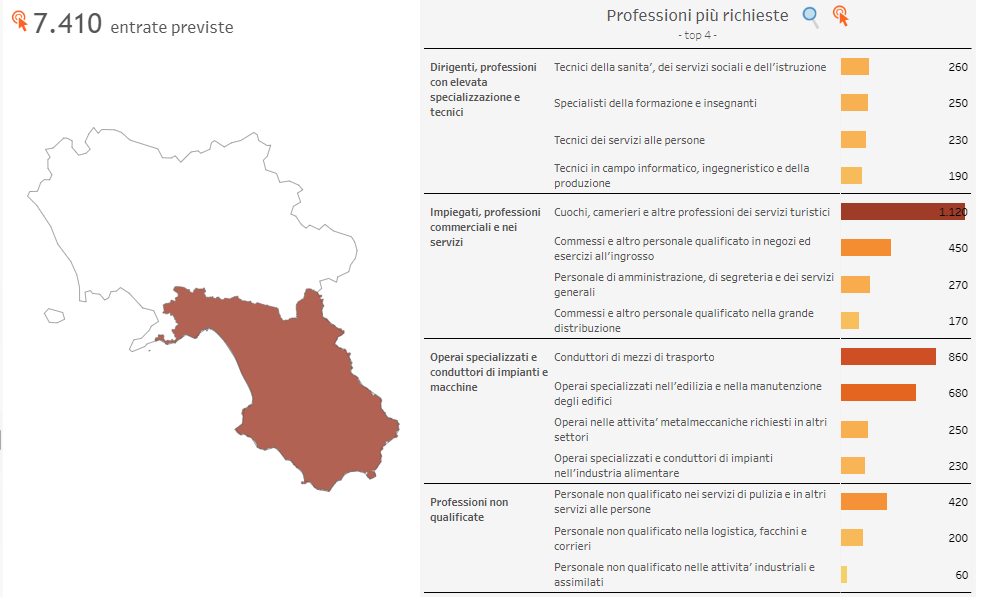 7.410 entrate previste
Professioni più richieste
- top 4 -
Dirigenti, professioni
con elevata
specializzazione e
tecnici
Tecnici della sanita’, dei servizi sociali e dell’istruzione
260
Specialisti della formazione e insegnanti
250
Tecnici dei servizi alle persone
230
Tecnici in campo informatico, ingegneristico e della
produzione
190
Impiegati, professioni
commerciali e nei
servizi
Cuochi, camerieri e altre professioni dei servizi turistici
1.120
Commessi e altro personale qualificato in negozi ed
esercizi all’ingrosso
450
Personale di amministrazione, di segreteria e dei servizi
generali
270
Commessi e altro personale qualificato nella grande
distribuzione
170
Operai specializzati e
conduttori di impianti e
macchine
Conduttori di mezzi di trasporto
860
Operai specializzati nell’edilizia e nella manutenzione
degli edifici
680
Operai nelle attivita’ metalmeccaniche richiesti in altri
settori
250
Operai specializzati e conduttori di impianti
nell’industria alimentare
230
Professioni non
qualificate
Personale non qualificato nei servizi di pulizia e in altri
servizi alle persone
420
Personale non qualificato nella logistica, facchini e
corrieri
200
Personale non qualificato nelle attivita’ industriali e
assimilati
60